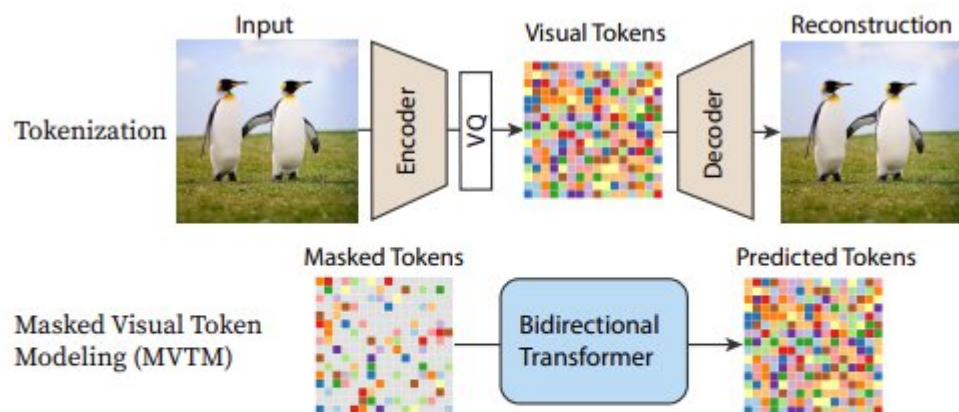 Input
Visual Tokens
Reconstruction
Tokenization
Encoder
VQ
Decoder
Masked Tokens
Predicted Tokens
Masked Visual Token
Modeling (MVTM)
Bidirectional
Transformer